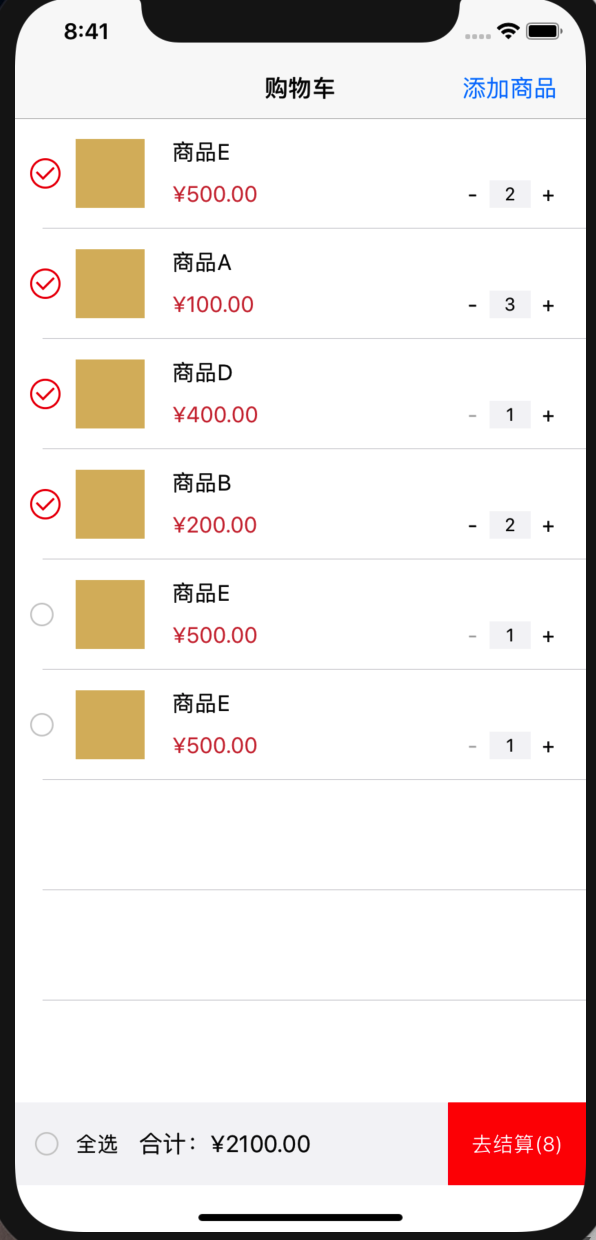 8:41
购物车 添加商品
商品E
¥500.00 - 2 +
商品A
¥100.00 - 3 +
商品D
¥400.00 - 1 +
商品B
¥200.00 - 2 +
商品E
¥500.00 - 1 +
商品E
¥500.00 - 1 +
全选 合计：¥2100.00 去结算(8)